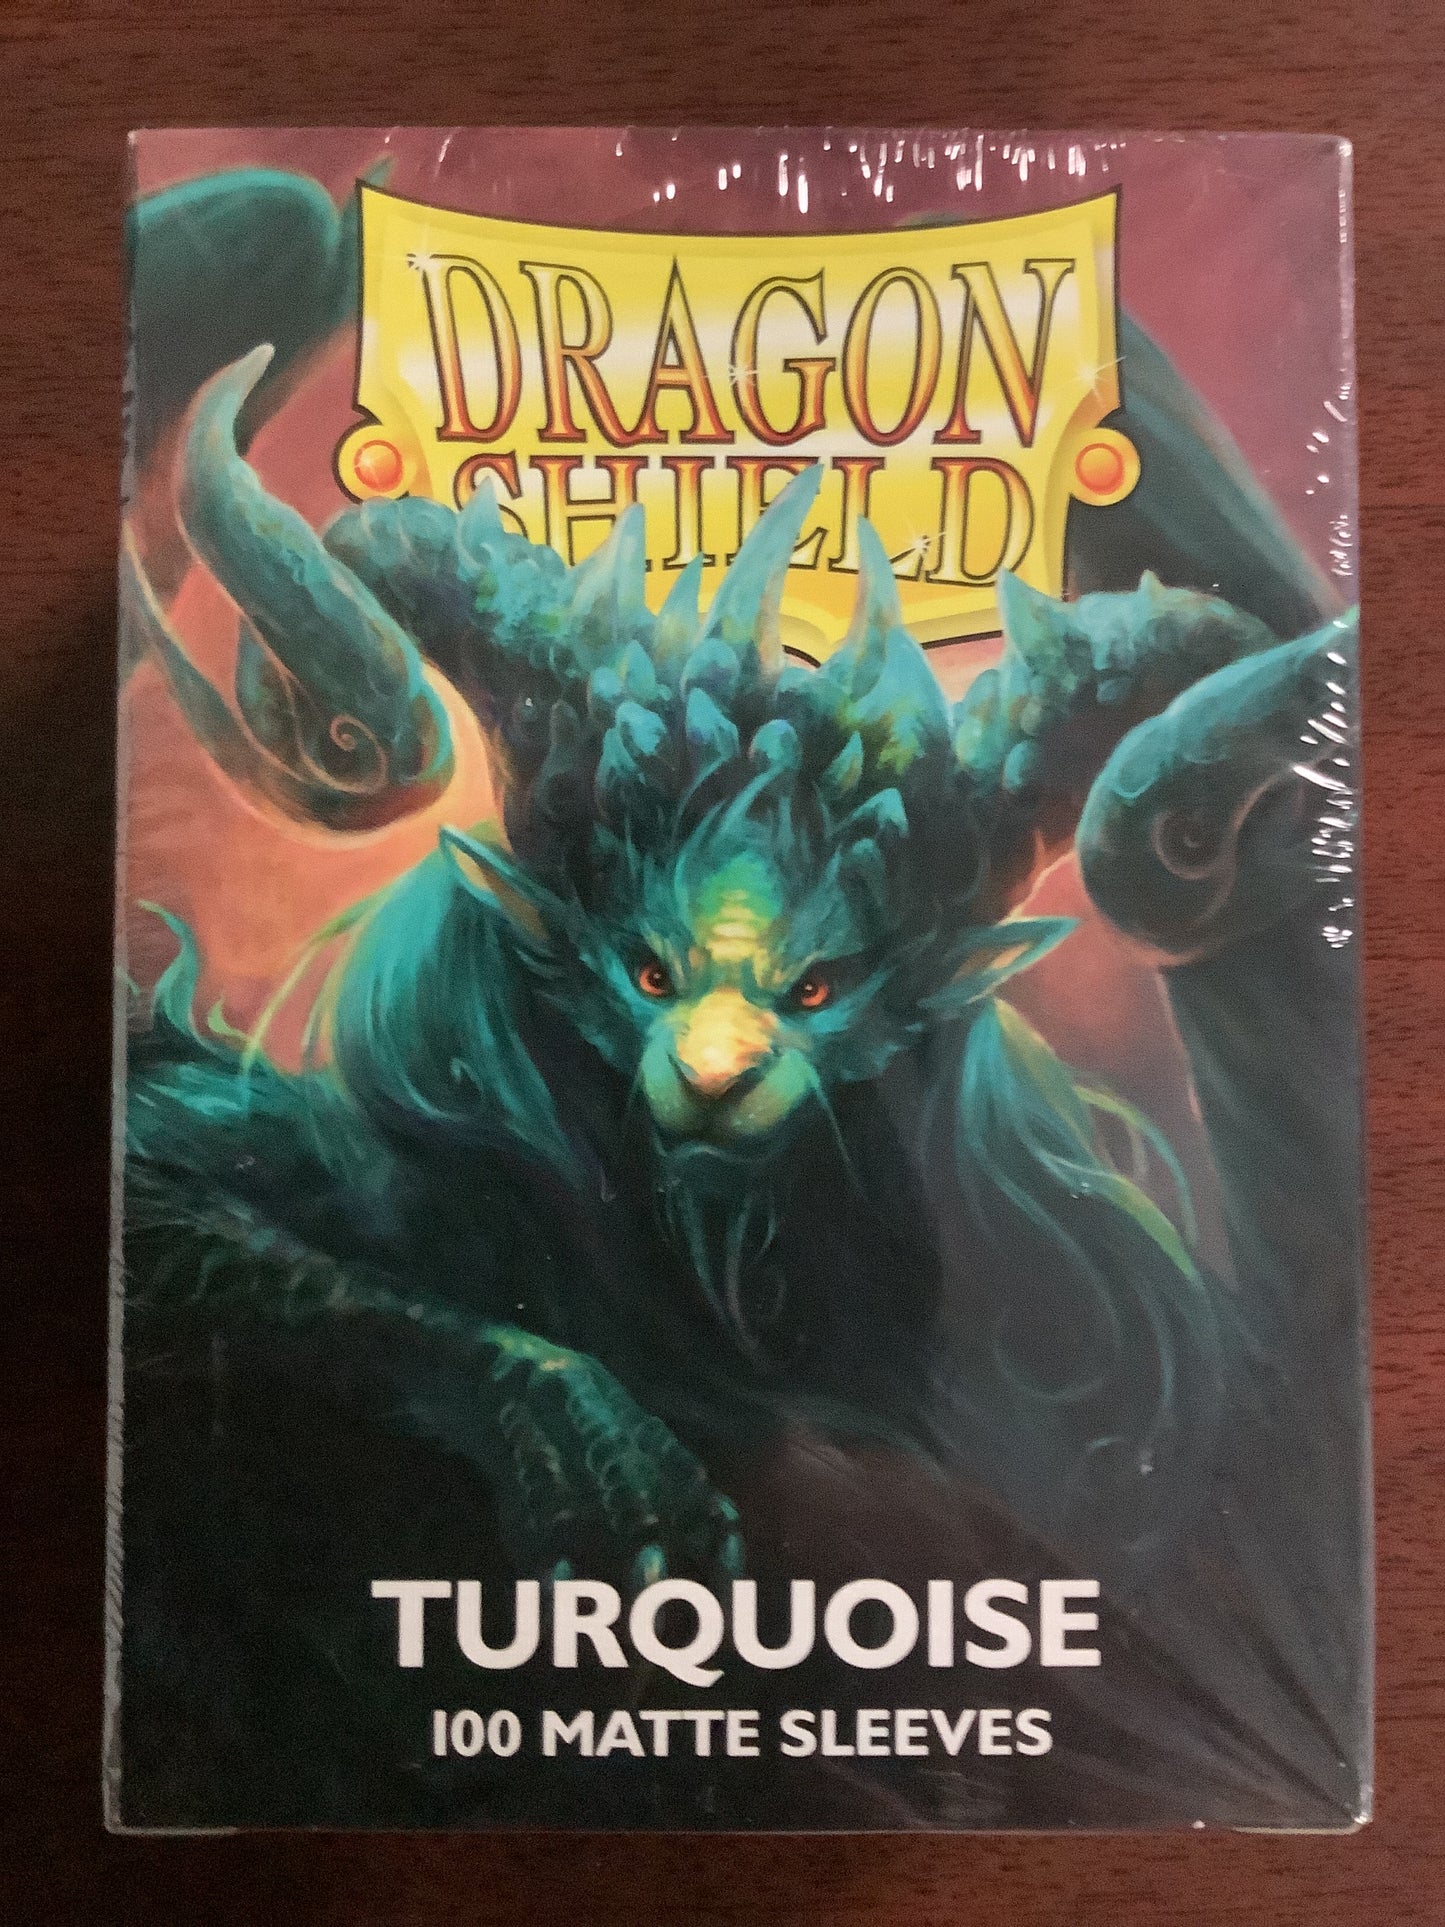 DRAGON
SHIELD
TURQUOISE
100 MATTE SLEEVES